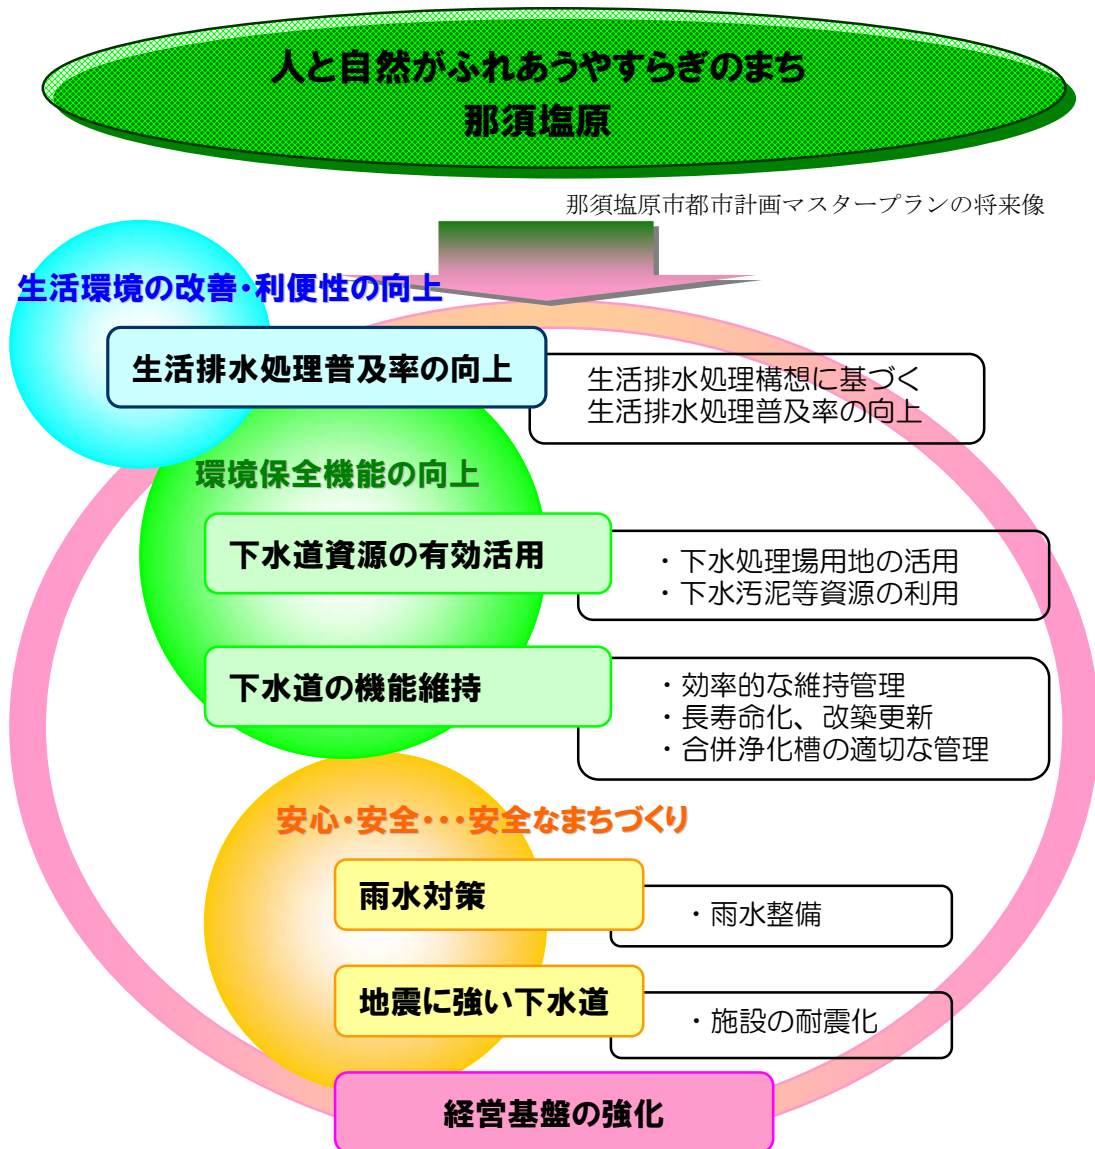 人と自然がふれあうやすらぎのまち
那須塩原
那須塩原市都市計画マスタープランの将来像
生活環境の改善・利便性の向上
生活排水処理普及率の向上
生活排水処理構想に基づく
生活排水処理普及率の向上
環境保全機能の向上
下水道資源の有効活用
・下水処理場用地の活用
・下水汚泥等資源の利用
下水道の機能維持
・効率的な維持管理
・長寿命化、改築更新
・合併浄化槽の適切な管理
安心・安全・・・安全なまちづくり
雨水対策
・雨水整備
地震に強い下水道
・施設の耐震化
経営基盤の強化